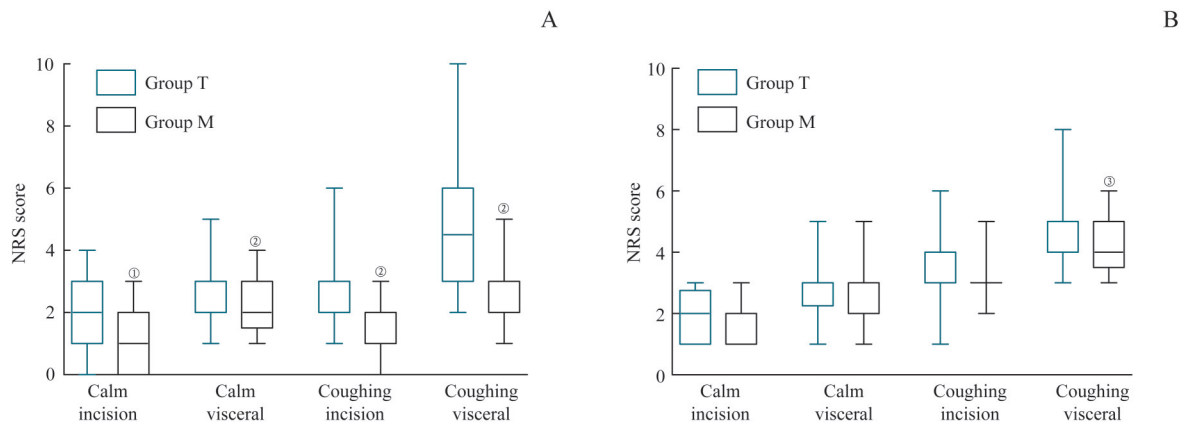 A
10
8
6
4
2
0
NRS score
Group T
Group M
①
②
②
②
Calm
incision
Calm
visceral
Coughing
incision
Coughing
visceral
B
10
8
6
4
2
0
NRS score
Group T
Group M
③
Calm
incision
Calm
visceral
Coughing
incision
Coughing
visceral